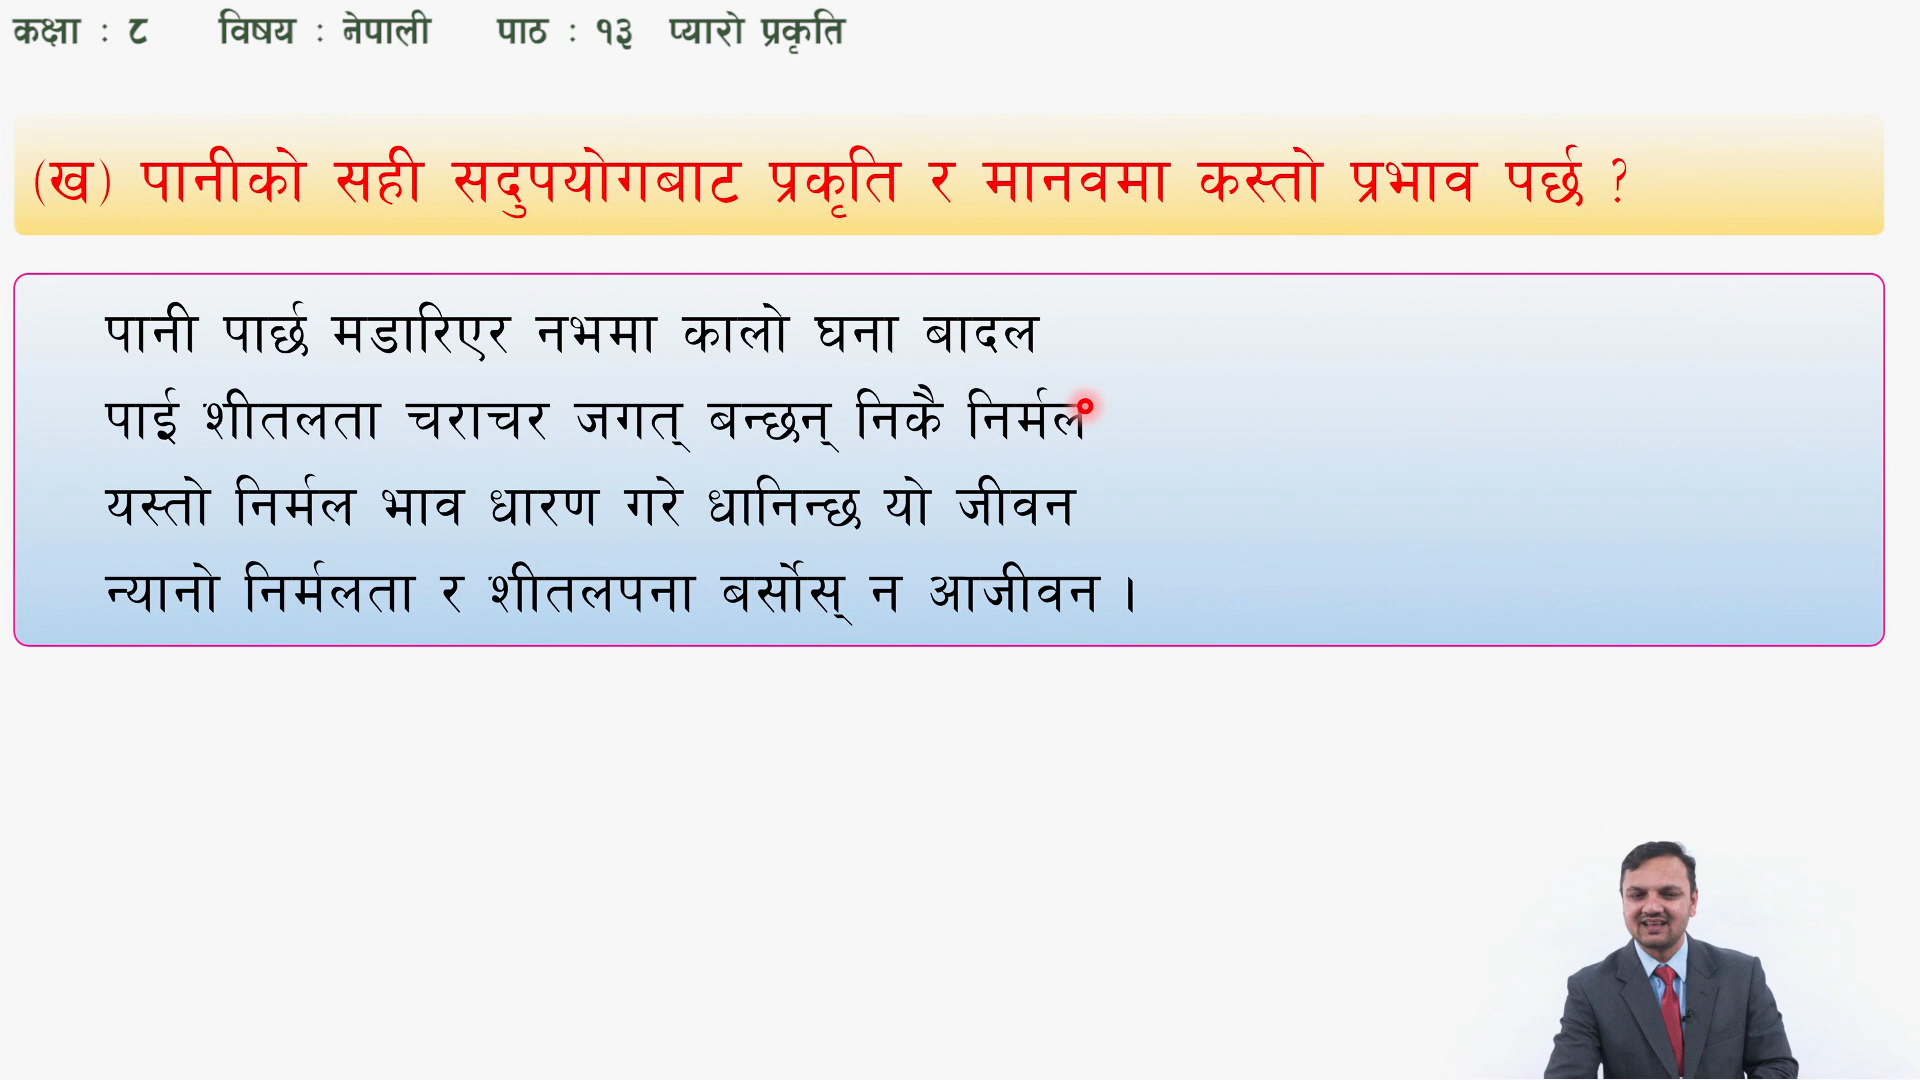 कक्षा : ८ विषय : नेपाली पाठ : १३ प्यारो प्रकृति
(ख) पानीको सही सदुपयोगबाट प्रकृति र मानवमा कस्तो प्रभाव पर्छ ?
पानी पार्छ मडारिएर नभमा कालो घना बादल
पाई शीतलता चराचर जगत् बन्छन् निकै निर्मल
यस्तो निर्मल भाव धारण गरे धानिन्छ यो जीवन
न्यानो निर्मलता र शीतलपना बर्सोस् न आजीवन ।